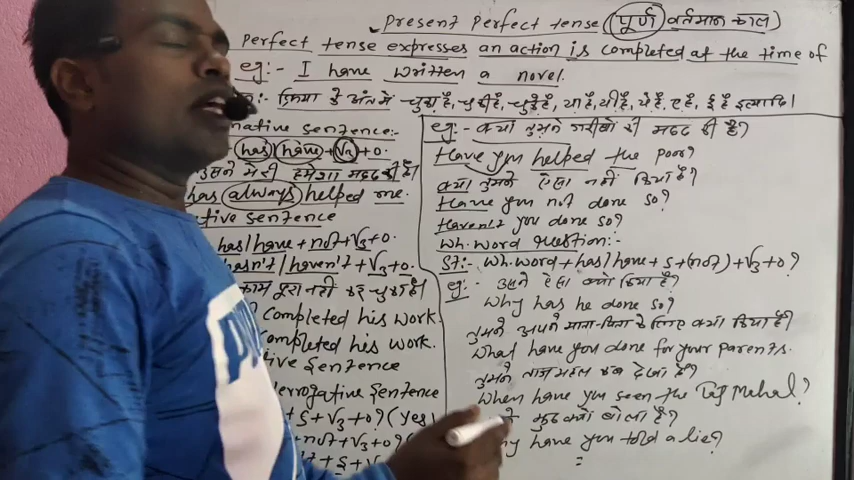 Present Perfect tense (पूर्ण वर्तमान काल)
Perfect tense expresses an action is completed at the time of
eg:- I have written a novel.
क्रिया के अंत में - चुका है, चुकी है, चुके हैं, या है, यी है, ये हैं, ए हैं, ई है इत्यादि।
native sentence:-
(has) (have) + V3 + O.
उसने मेरी हमेशा मदद की है।
has always helped me.
ative sentence
has/have + not + V3 + O.
hasn't/haven't + V3 + O.
काम पूरा नहीं कर चुका है।
completed his work.
ompleted his work.
tive sentence
errogative sentence
+ S + V3 + O? (Yes
+ not + V3 + O?
+ S + V
eg:- क्या तुमने गरीबों की मदद की है?
Have you helped the poor?
क्या तुमने ऐसा नहीं किया है?
Have you not done so?
Haven't you done so?
Wh. word question:-
ST:- Wh. word + has/have + S + (not) + V3 + O?
eg:- उसने ऐसा क्यों किया है?
Why has he done so?
तुमने अपने माता-पिता के लिए क्या किया है।
What have you done for your parents.
तुमने ताजमहल कब देखा है?
When have you seen the Taj Mehal?
झूठ क्यों बोला है?
hy have you told a lie?